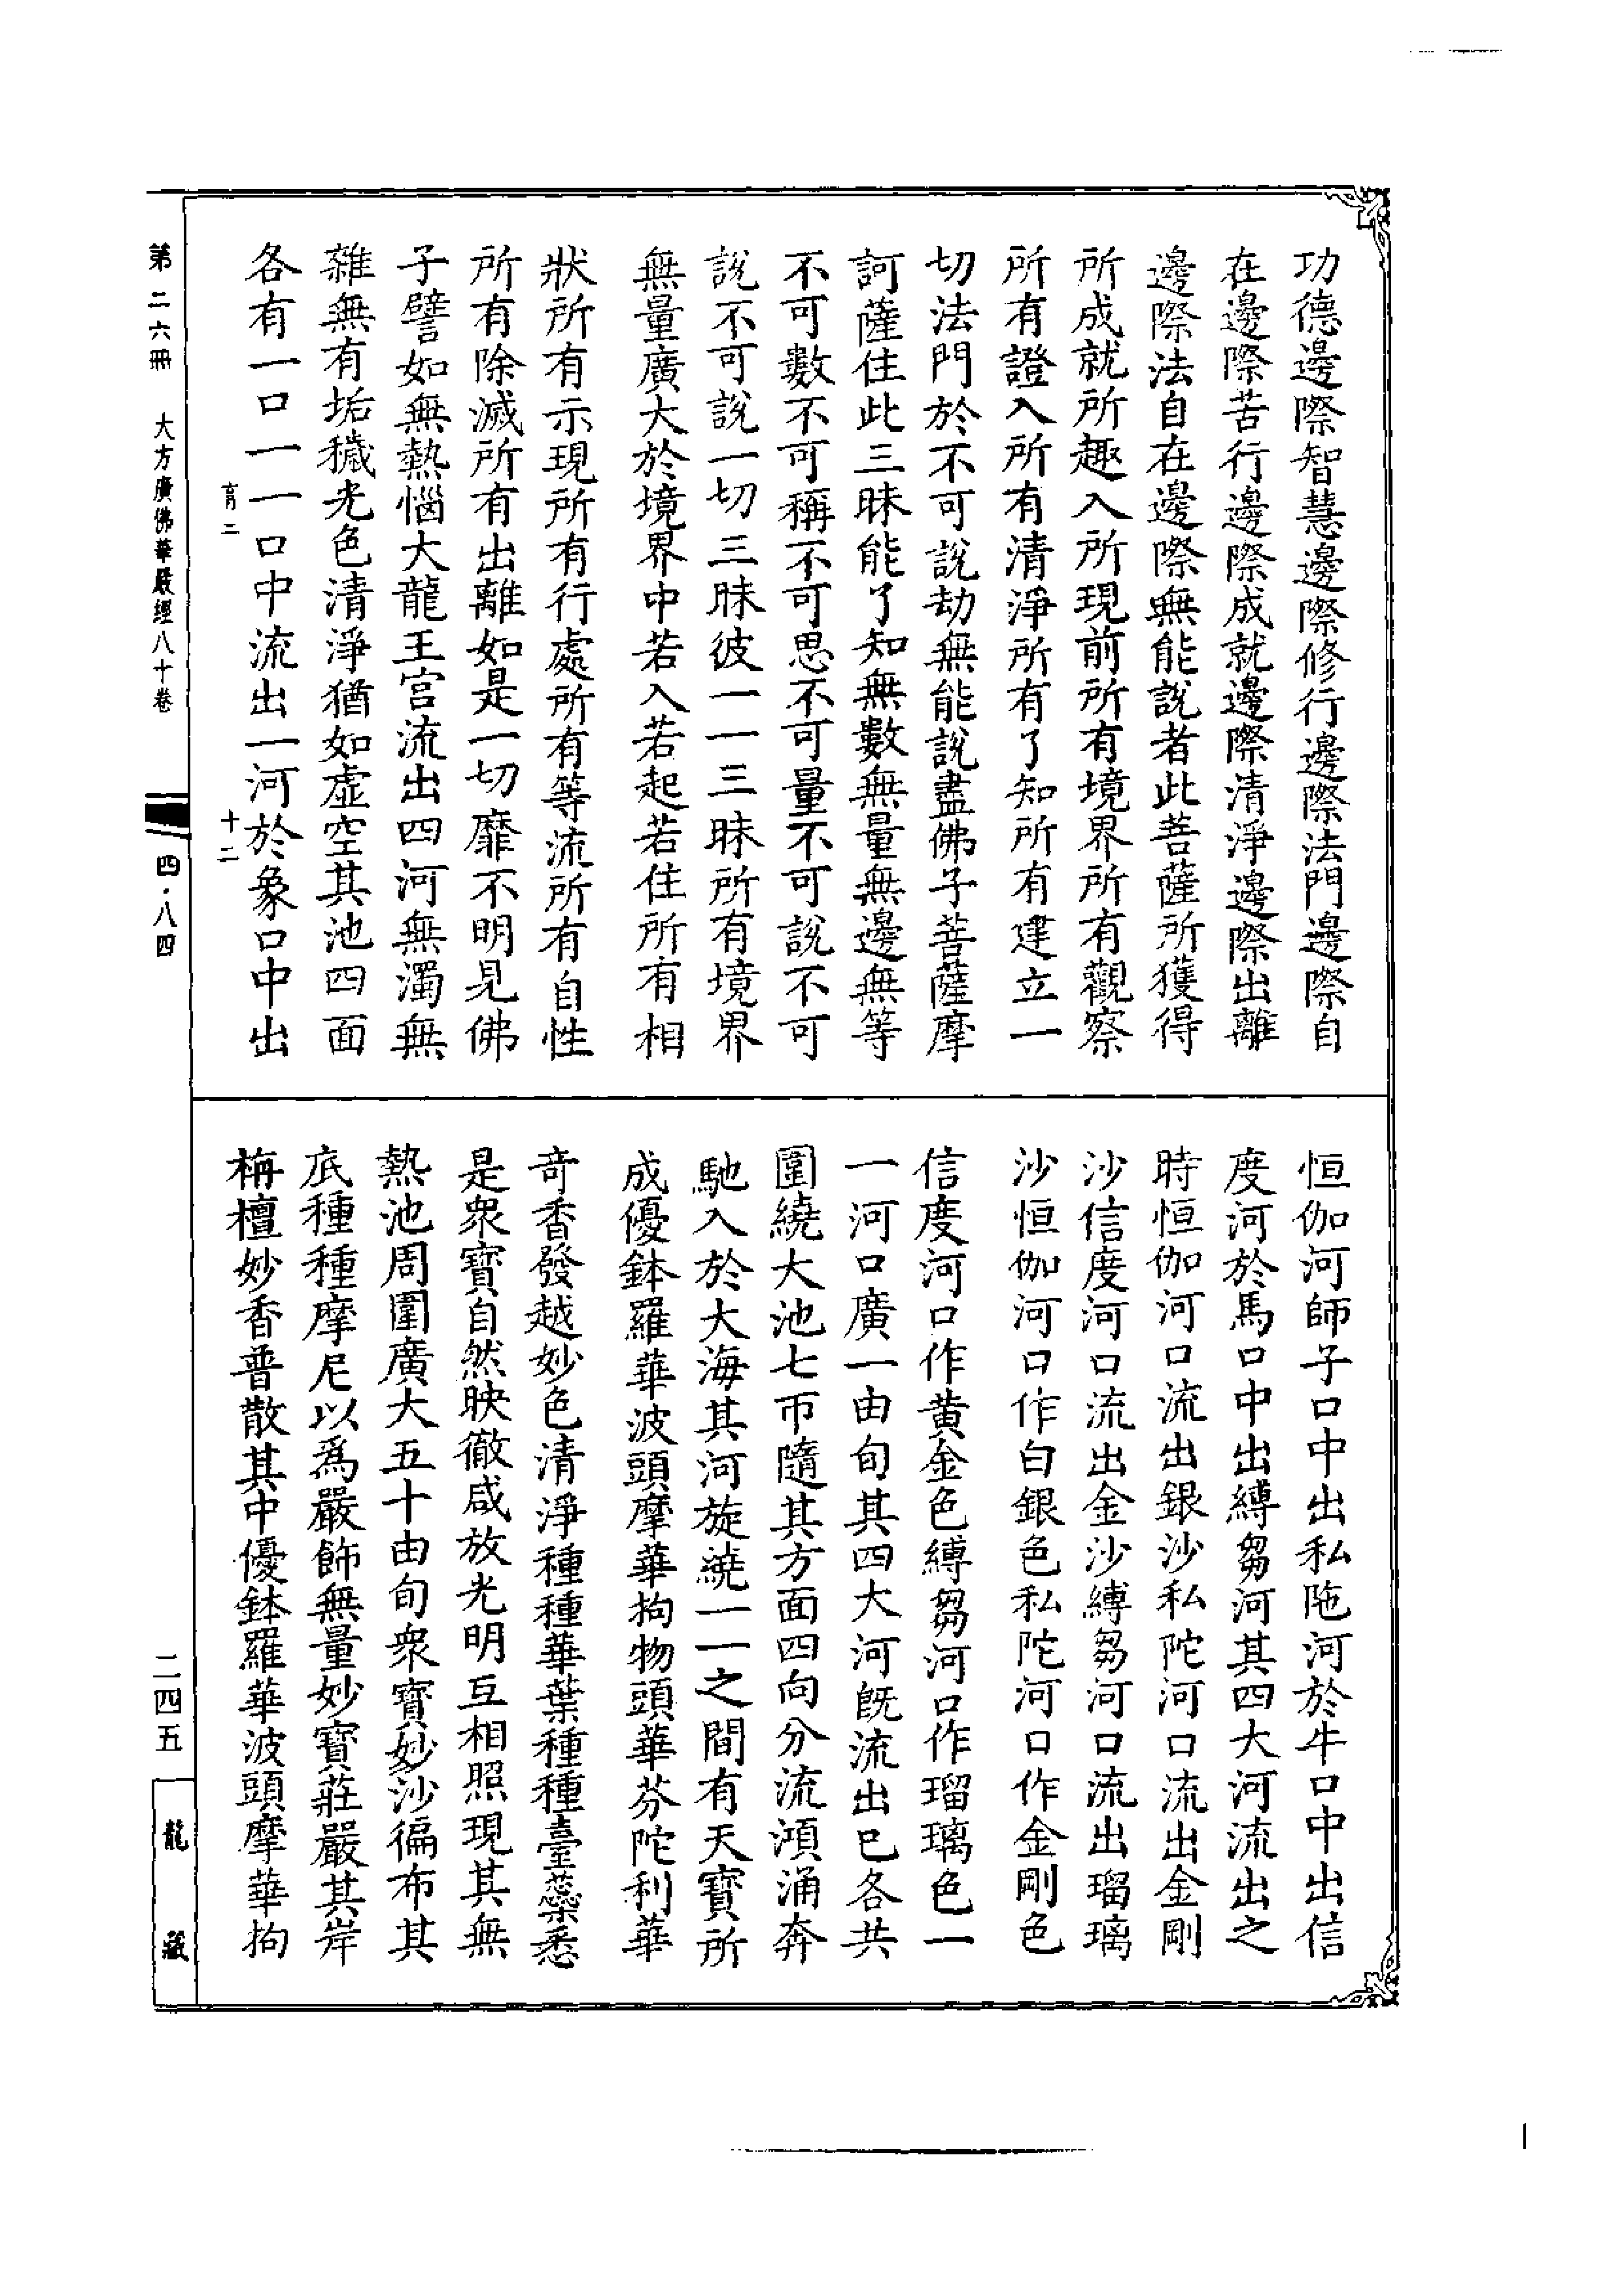 功德邊際智慧邊際修行邊際法門邊際自
在邊際苦行邊際成就邊際清淨邊際出離
邊際法自在邊際無能說者此菩薩所獲得
所成就所趣入所現前所有境界所有觀察
所有證入所有清淨所有了知所有建立一
切法門於不可說劫無能說盡佛子菩薩摩
訶薩住此三昧能了知無數無量無邊無等
不可數不可稱不可思不可量不可說不可
說不可說一切三昧彼一一三昧所有境界
無量廣大於境界中若入若起若住所有相
狀所有示現所有行處所有等流所有自性
所有除滅所有出離如是一切靡不明見佛
子譬如無熱惱大龍王宮流出四河無濁無
雜無有垢穢光色清淨猶如虛空其池四面
各有一口一一口中流出一河於象口中出
恒伽河師子口中出私陁河於牛口中出信
度河於馬口中出縛芻河其四大河流出之
時恒伽河口流出銀沙私陀河口流出金剛
沙信度河口流出金沙縛芻河口流出瑠璃
沙恒伽河口作白銀色私陀河口作金剛色
信度河口作黃金色縛芻河口作瑠璃色一
一河口廣一由旬其四大河既流出已各共
圍繞大池七帀隨其方面四向分流澒涌奔
馳入於大海其河旋繞一一之間有天寶所
成優鉢羅華波頭摩華拘物頭華芬陀利華
奇香發越妙色清淨種種華葉種種臺蘂悉
是衆寶自然映徹咸放光明互相照現其無
熱池周圍廣大五十由旬衆寶妙沙徧布其
底種種摩尼以爲嚴飾無量妙寶莊嚴其岸
栴檀妙香普散其中優鉢羅華波頭摩華拘
育二
十二
第二六冊
大方廣佛華嚴經八十卷
四·八四
二四五
龍藏